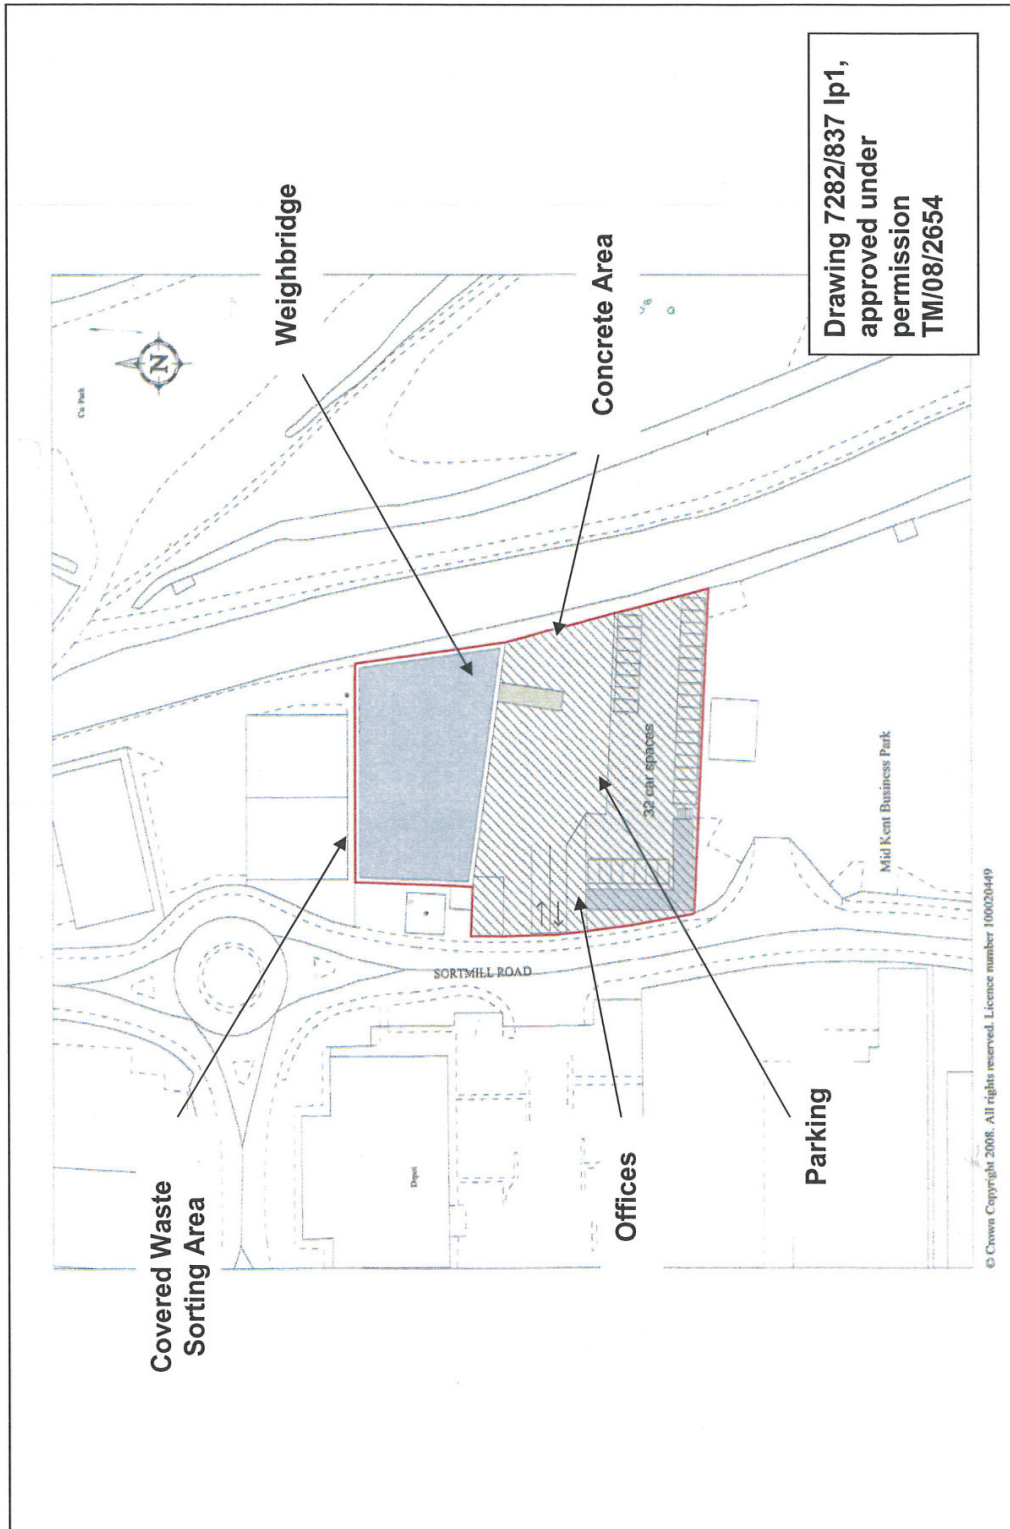 Drawing 7282/837 lp1,
approved under
permission
TM/08/2654
Weighbridge
Concrete Area
Car Park
N
Covered Waste
Sorting Area
SORTMILL ROAD
32 car spaces
Mid Kent Business Park
Depot
Offices
Parking
© Crown Copyright 2008. All rights reserved. Licence number 100020449